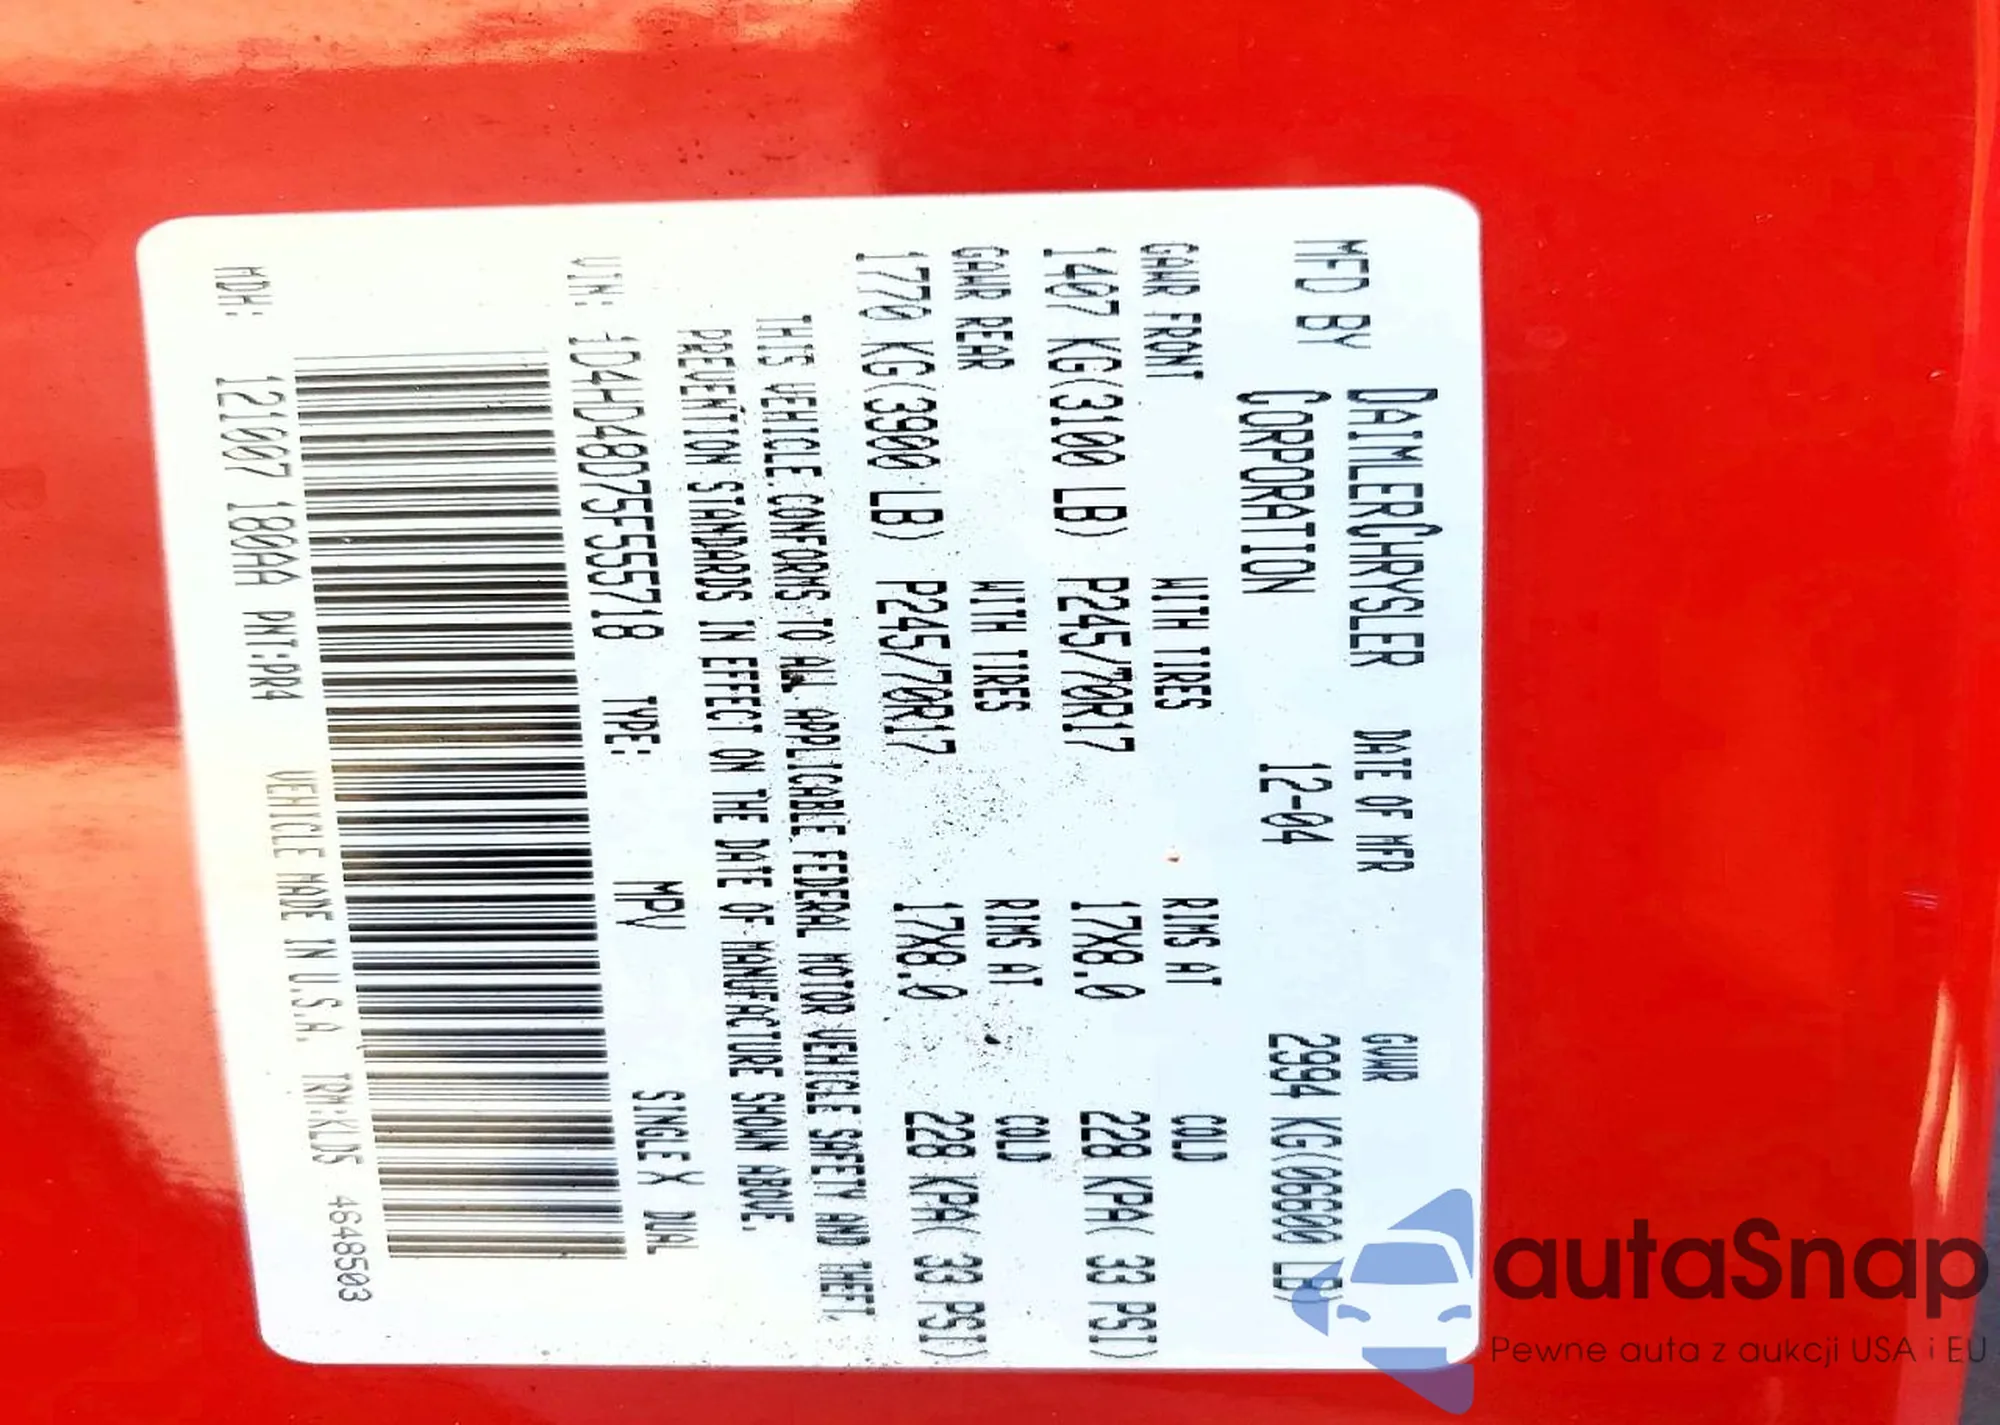 MFD BY DAIMLERCHRYSLER DATE OF MFR GVWR
CORPORATION 12-04 2994 KG(06600 LB)
GAWR FRONT WITH TIRES RIMS AT COLD
1407 KG(3100 LB) P245/70R17 17X8.0 228 KPA( 33 PSI)
GAWR REAR WITH TIRES RIMS AT COLD
1770 KG(3900 LB) P245/70R17 17X8.0 228 KPA( 33 PSI)
THIS VEHICLE CONFORMS TO ALL APPLICABLE FEDERAL MOTOR VEHICLE SAFETY AND THEFT
PREVENTION STANDARDS IN EFFECT ON THE DATE OF MANUFACTURE SHOWN ABOVE.
VIN: 1D4HD48D75F555718 TYPE: MPV SINGLE X DUAL
MDH: 121007 180AA PNT:PR4 VEHICLE MADE IN U.S.A. TRM:KLDS 4648503
autaSnap
Pewne auta z aukcji USA i EU